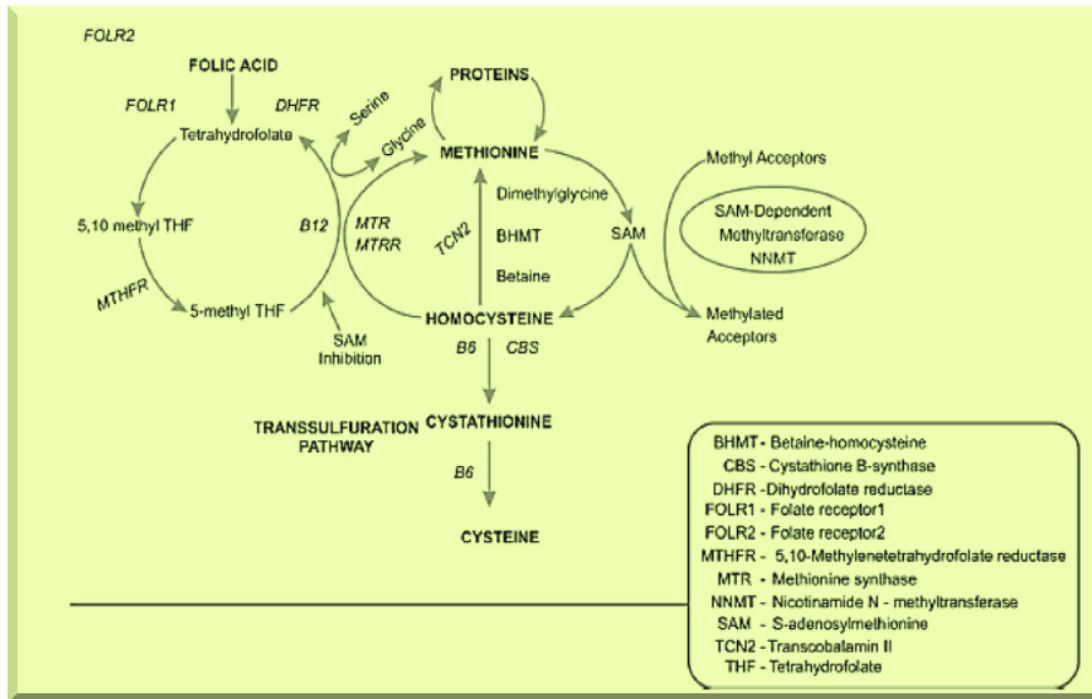 FOLR2
FOLIC ACID
FOLR1
DHFR
Tetrahydrofolate
Serine
Glycine
PROTEINS
METHIONINE
Methyl Acceptors
5,10 methyl THF
B12
MTR
MTRR
TCN2
Dimethylglycine
BHMT
Betaine
SAM
SAM-Dependent
Methyltransferase
NNMT
MTHFR
5-methyl THF
HOMOCYSTEINE
Methylated
Acceptors
SAM
Inhibition
B6
CBS
TRANSSULFURATION
PATHWAY
CYSTATHIONINE
B6
CYSTEINE
BHMT - Betaine-homocysteine
CBS - Cystathione B-synthase
DHFR -Dihydrofolate reductase
FOLR1 - Folate receptor1
FOLR2 - Folate receptor2
MTHFR - 5,10-Methylenetetrahydrofolate reductase
MTR - Methionine synthase
NNMT - Nicotinamide N - methyltransferase
SAM - S-adenosylmethionine
TCN2 - Transcobalamin II
THF - Tetrahydrofolate